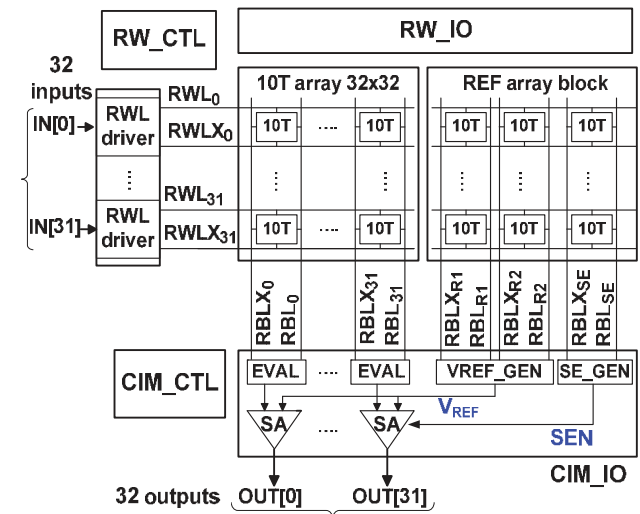 RW_CTL
RW_IO
32
inputs
10T array 32x32
REF array block
RWL0
IN[0]
RWL
driver
RWLX0
10T .... 10T
10T 10T 10T
RWL31
IN[31]
RWL
driver
RWLX31
10T .... 10T
10T 10T 10T
RBLX0
RBL0
RBLX31
RBL31
RBLXR1
RBLR1
RBLXR2
RBLR2
RBLXSE
RBLSE
CIM_CTL
EVAL .... EVAL
VREF_GEN
SE_GEN
VREF
SA .... SA
SEN
CIM_IO
32 outputs
OUT[0]
OUT[31]